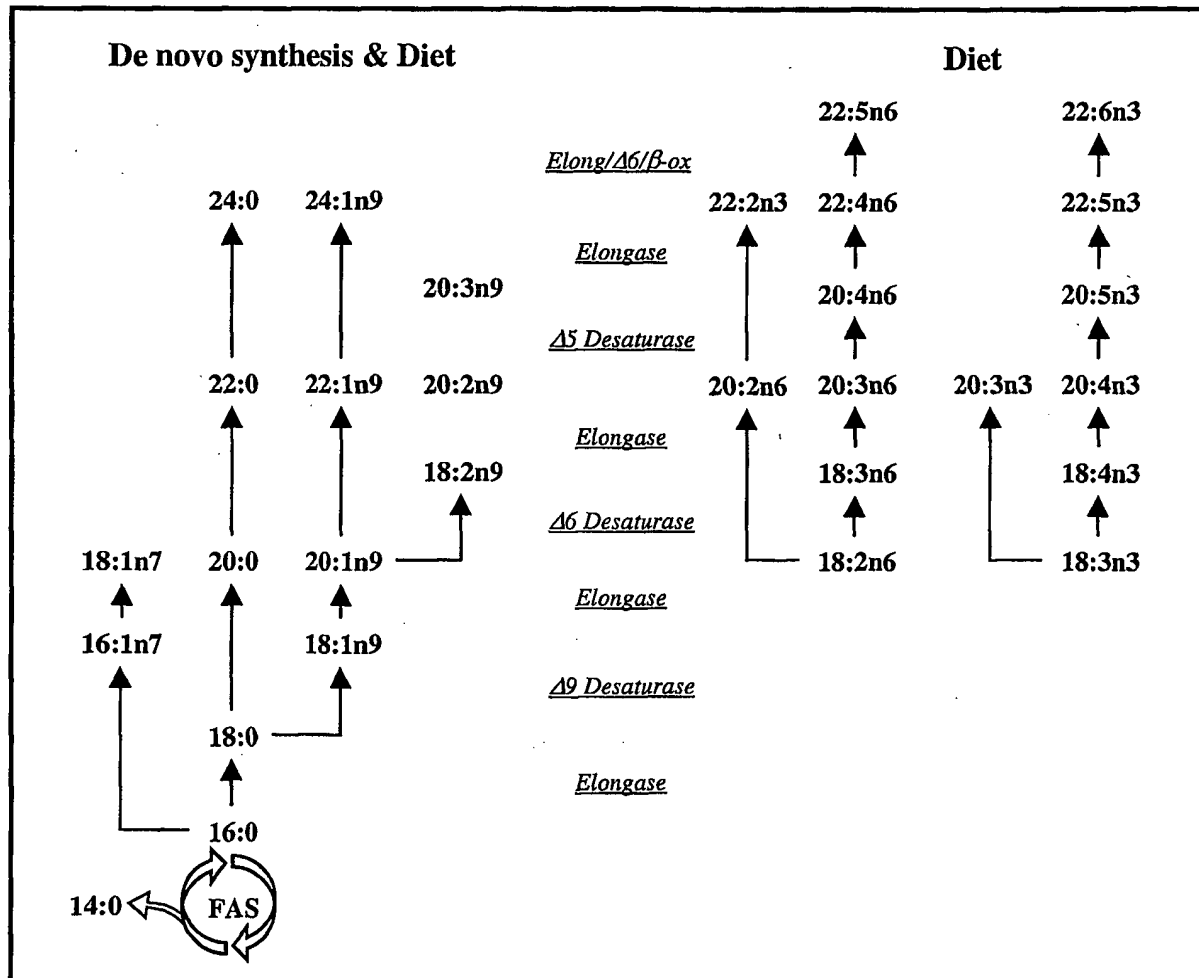 De novo synthesis & Diet
Diet
22:5n6 22:6n3
Elong/Δ6/β-ox
24:0 24:1n9 22:2n3 22:4n6 22:5n3
Elongase
20:3n9 20:4n6 20:5n3
Δ5 Desaturase
22:0 22:1n9 20:2n9 20:2n6 20:3n6 20:3n3 20:4n3
Elongase
18:2n9 18:3n6 18:4n3
Δ6 Desaturase
18:1n7 20:0 20:1n9 18:2n6 18:3n3
Elongase
16:1n7 18:1n9
Δ9 Desaturase
18:0
Elongase
16:0
14:0 FAS